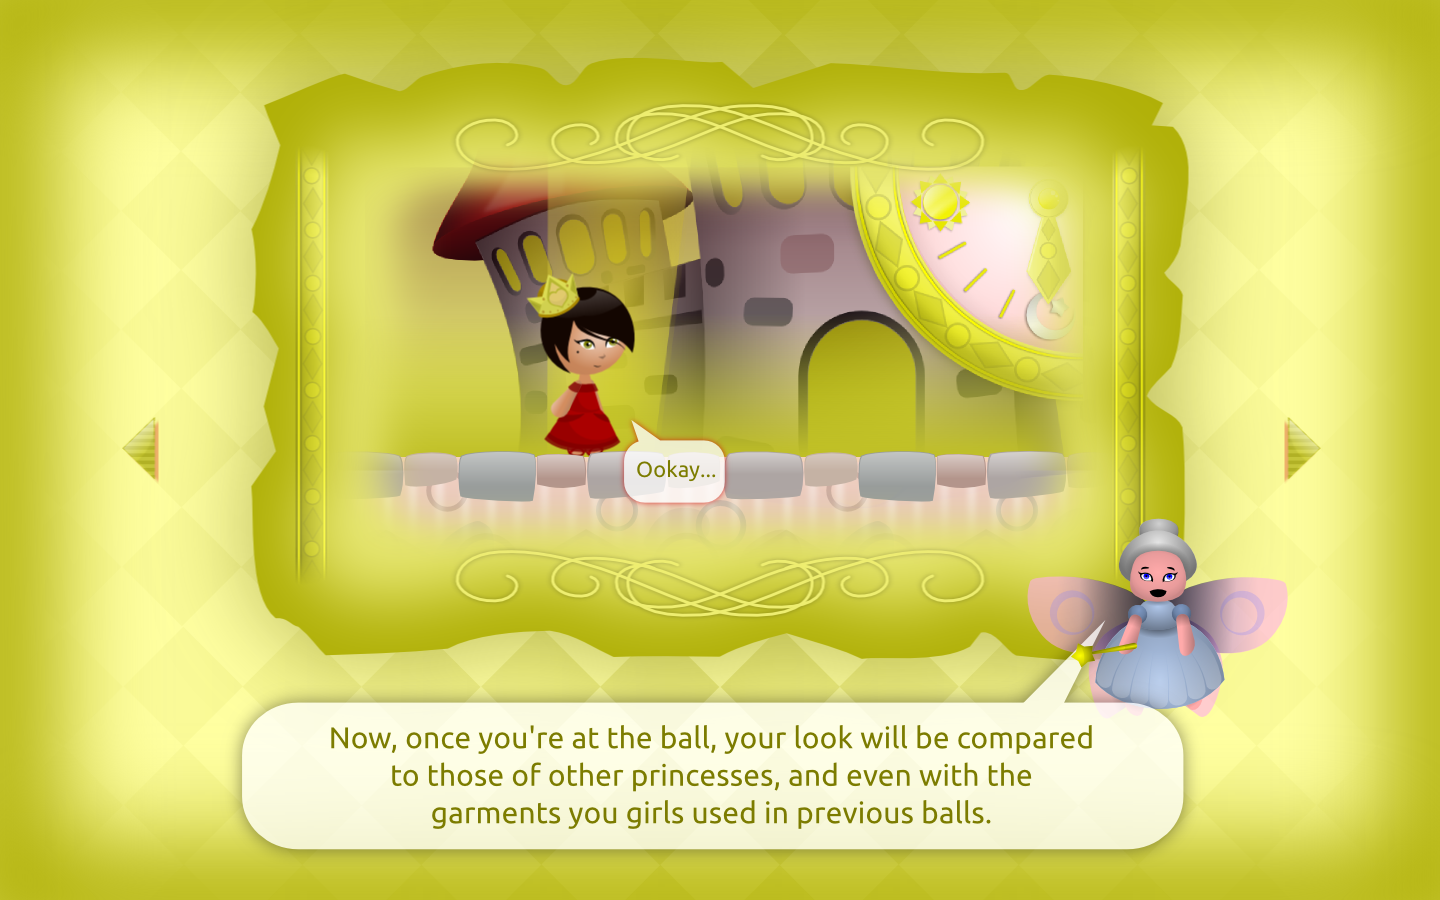 Ookay...
Now, once you're at the ball, your look will be compared
to those of other princesses, and even with the
garments you girls used in previous balls.